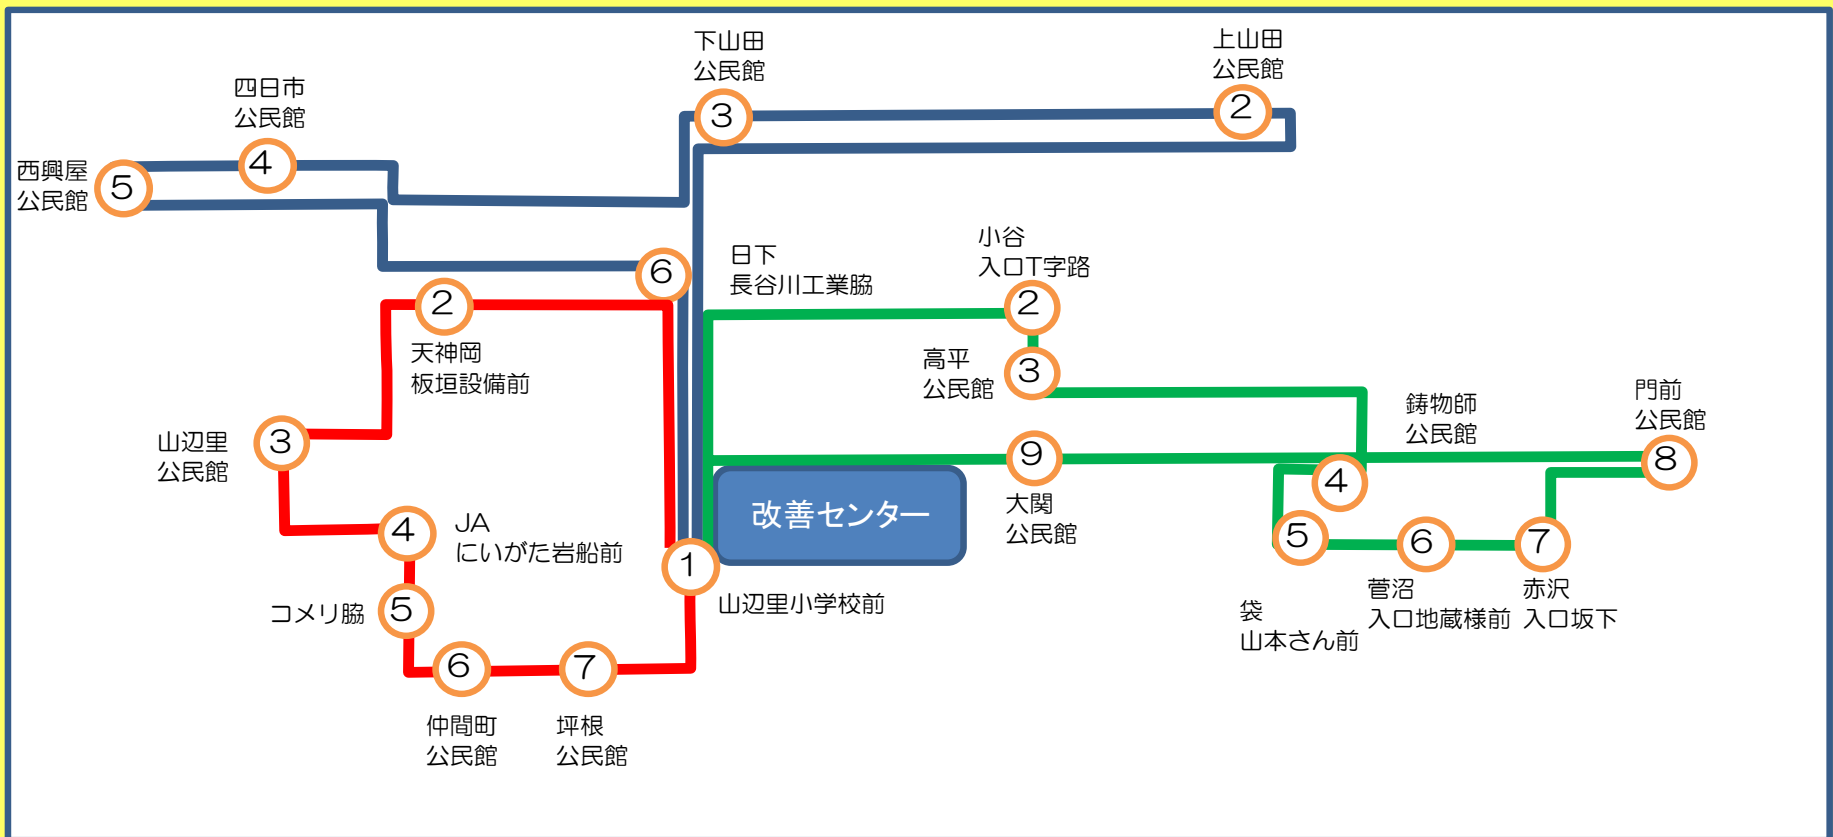 下山田
公民館
③
上山田
公民館
②
四日市
公民館
④
西興屋
公民館
⑤
⑥
日下
長谷川工業脇
小谷
入口T字路
②
高平
公民館
③
②
天神岡
板垣設備前
山辺里
公民館
③
鋳物師
公民館
④
門前
公民館
⑧
⑨
大関
公民館
改善センター
④
JA
にいがた岩船前
①
山辺里小学校前
コメリ脇
⑤
⑤
袋
山本さん前
⑥
菅沼
入口地蔵様前
⑦
赤沢
入口坂下
⑥
仲間町
公民館
⑦
坪根
公民館